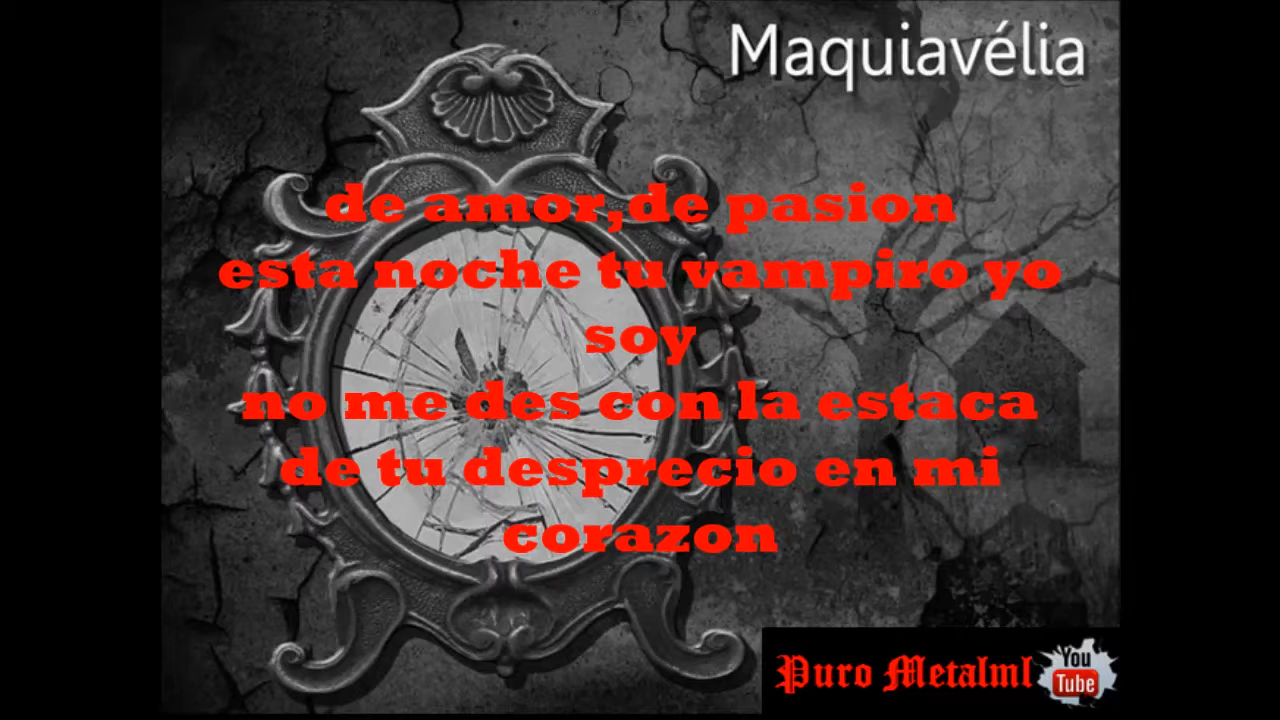 Maquiavélia
de amor,de pasion
esta noche tu vampiro yo
soy
no me des con la estaca
de tu desprecio en mi
corazon
Puro Metalml
You
Tube